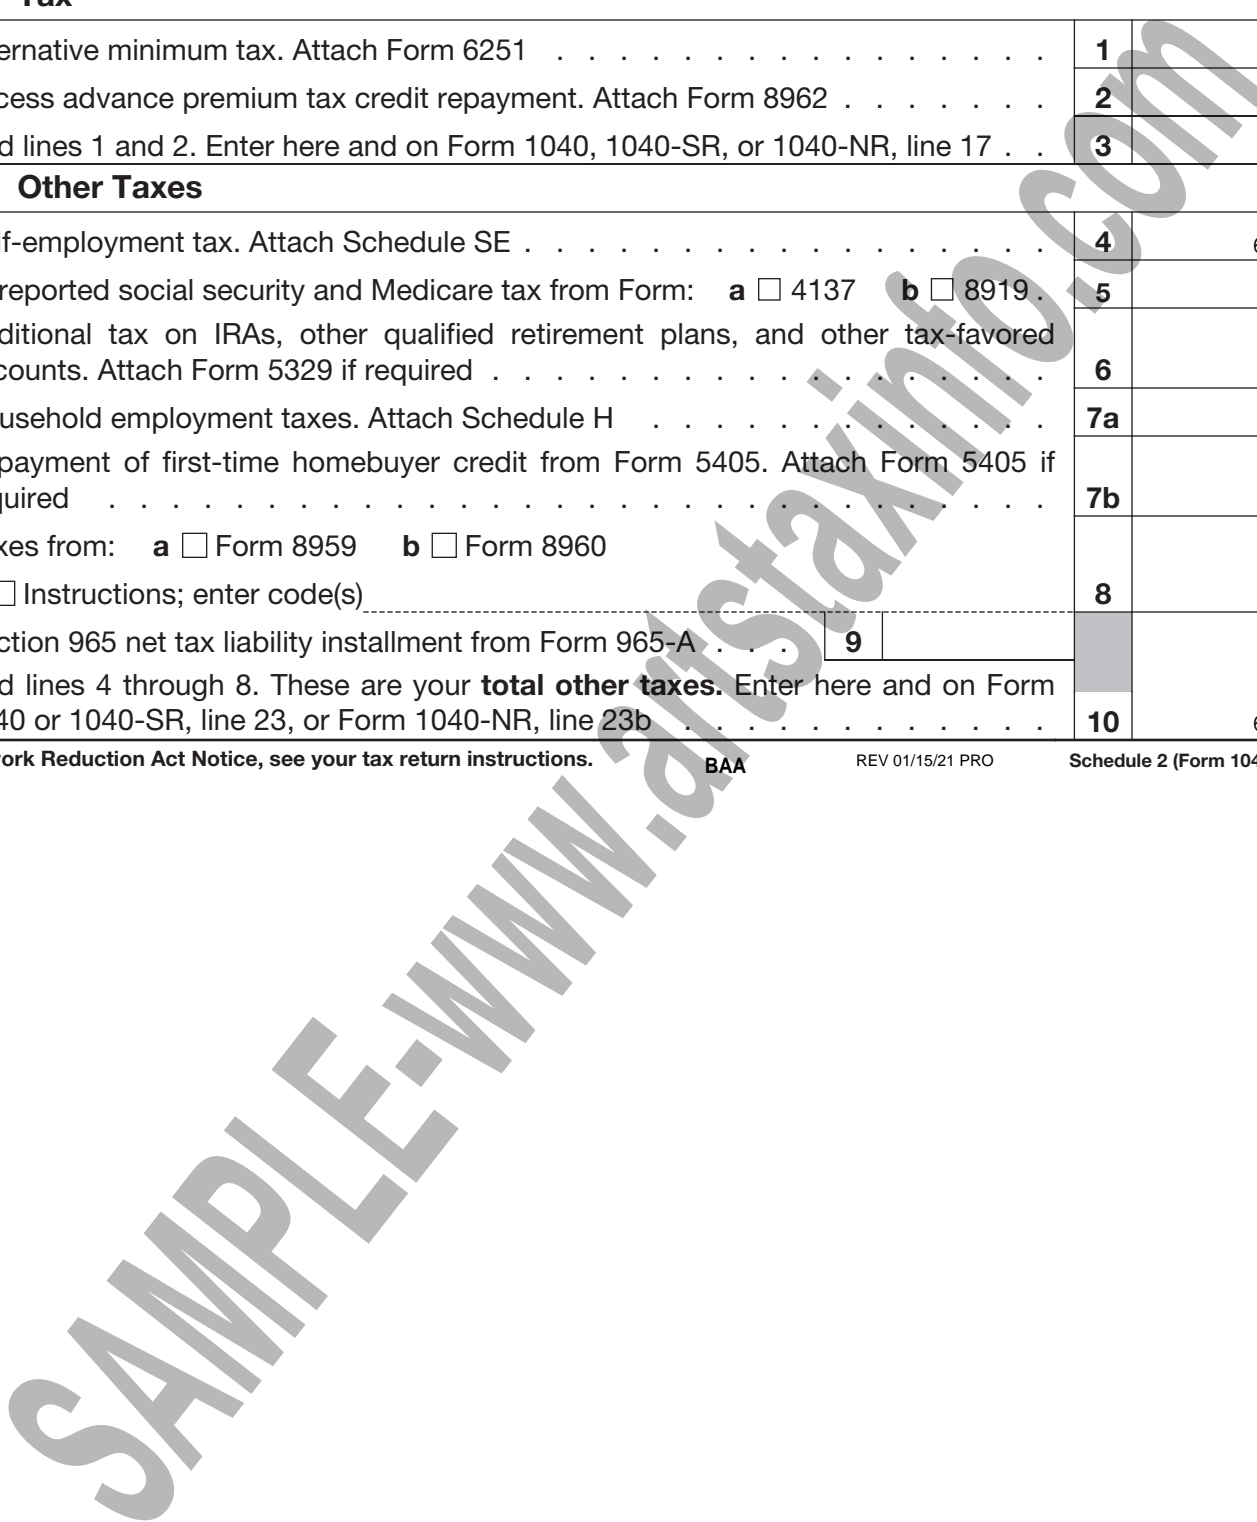 ernative minimum tax. Attach Form 6251 . . . . . . . . . . . . . . . . 1
cess advance premium tax credit repayment. Attach Form 8962 . . . . . . . 2
d lines 1 and 2. Enter here and on Form 1040, 1040-SR, or 1040-NR, line 17 . . 3
Other Taxes
lf-employment tax. Attach Schedule SE . . . . . . . . . . . . . . . . . 4
reported social security and Medicare tax from Form: a ☐ 4137 b ☐ 8919 . 5
ditional tax on IRAs, other qualified retirement plans, and other tax-favored
counts. Attach Form 5329 if required . . . . . . . . . . . . . . . . . . 6
usehold employment taxes. Attach Schedule H . . . . . . . . . . . . . 7a
payment of first-time homebuyer credit from Form 5405. Attach Form 5405 if
quired . . . . . . . . . . . . . . . . . . . . . . . . . . . . . . 7b
xes from: a ☐ Form 8959 b ☐ Form 8960
☐ Instructions; enter code(s) 8
ction 965 net tax liability installment from Form 965-A . . . 9
d lines 4 through 8. These are your total other taxes. Enter here and on Form
40 or 1040-SR, line 23, or Form 1040-NR, line 23b . . . . . . . . . . . . 10
ork Reduction Act Notice, see your tax return instructions. BAA REV 01/15/21 PRO Schedule 2 (Form 104
SAMPLE-www.artstaxinfo.com